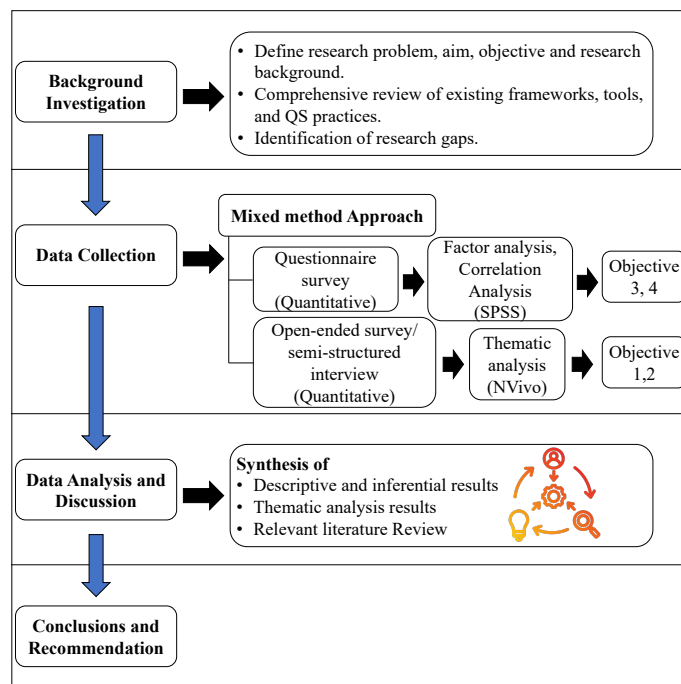 Background
Investigation
• Define research problem, aim, objective and research
background.
• Comprehensive review of existing frameworks, tools,
and QS practices.
• Identification of research gaps.
Data Collection
Mixed method Approach
Questionnaire
survey
(Quantitative)
Factor analysis,
Correlation
Analysis
(SPSS)
Objective
3, 4
Open-ended survey/
semi-structured
interview
(Quantitative)
Thematic
analysis
(NVivo)
Objective
1,2
Data Analysis and
Discussion
Synthesis of
• Descriptive and inferential results
• Thematic analysis results
• Relevant literature Review
Conclusions and
Recommendation